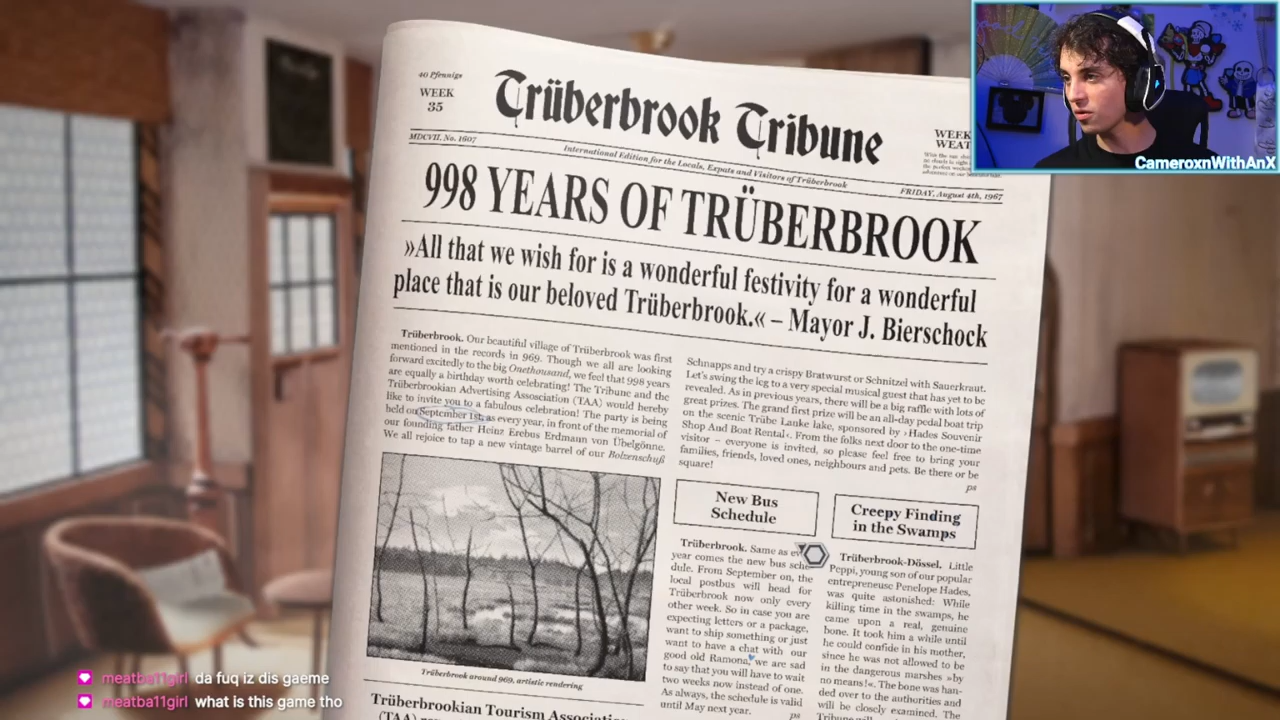 40 Pfennige
WEEK
35
Trüberbrook Tribune
WEEK
WEAT
MDCVII. No. 1607
International Edition for the Locals, Expats and Visitors of Trüberbrook
FRIDAY, August 4th, 1967
998 YEARS OF TRÜBERBROOK
»All that we wish for is a wonderful festivity for a wonderful
place that is our beloved Trüberbrook.« – Mayor J. Bierschock
Trüberbrook. Our beautiful village of Trüberbrook was first
mentioned in the records in 969. Though we all are looking
forward excitedly to the big Onethousand, we feel that 998 years
are equally a birthday worth celebrating! The Tribune and the
Trüberbrookian Advertising Assosciation (TAA) would hereby
like to invite you to a fabulous celebration! The party is being
held on September 1st, as every year, in front of the memorial of
our founding father Heinz Erebus Erdmann von Übelgönne.
We all rejoice to tap a new vintage barrel of our Bolzenschuß
Schnapps and try a crispy Bratwurst or Schnitzel with Sauerkraut.
Let's swing the leg to a very special musical guest that has yet to be
revealed. As in previous years, there will be a big raffle with lots of
great prizes. The grand first prize will be an all-day pedal boat trip
on the scenic Trübe Lauke lake, sponsored by ›Hades Souvenir
Shop And Boat Rental‹. From the folks next door to the one-time
visitor – everyone is invited, so please feel free to bring your
families, friends, loved ones, neighbours and pets. Be there or be
square!
ps
Trüberbrook around 969, artistic rendering
Trüberbrookian Tourism Associatio
(TAA)
New Bus
Schedule
Trüberbrook. Same as ev
year comes the new bus sche
dule. From September on, the
local postbus will head for
Trüberbrook now only every
other week. So in case you are
expecting letters or a package,
want to ship something or just
want to have a chat with our
good old Ramona, we are sad
to say that you will have to wait
two weeks now instead of one.
As always, the schedule is valid
until May next year.
ps
Creepy Finding
in the Swamps
Trüberbrook-Dössel. Little
Peppi, young son of our popular
entrepreneuse Penelope Hades,
was quite astonished: While
killing time in the swamps, he
came upon a real, genuine
bone. It took him a while until
he could confide in his mother,
since he was not allowed to be
in the dangerous marshes »by
no means!«. The bone was han-
ded over to the authorities and
will be closely examined. The
Tribune will
CameroxnWithAnX
meatba11girl da fuq iz dis gaeme
meatba11girl what is this game tho